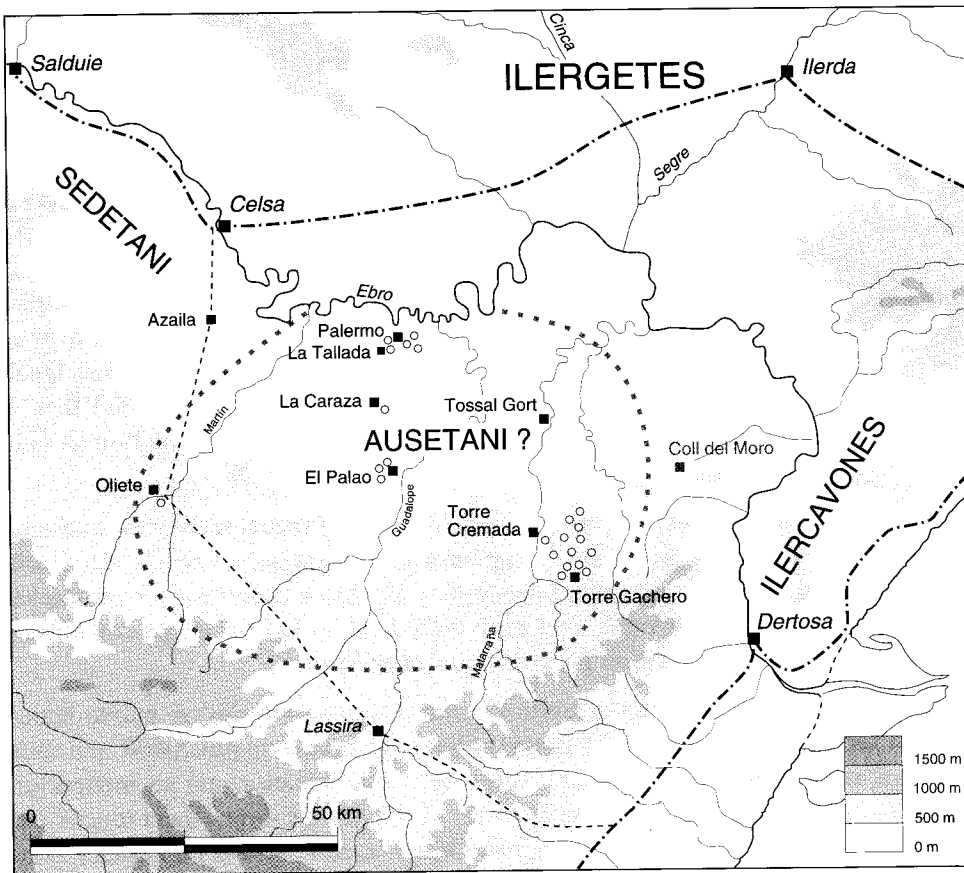 Salduie
Cinca
ILERGETES
Ilerda
Segre
SEDETANI
Celsa
Ebro
Azaila
Palermo
La Tallada
La Caraza
Tossal Gort
Martín
AUSETANI ?
Coll del Moro
El Palao
Oliete
Guadalope
Torre
Cremada
ILERCAVONES
Torre Gachero
Dertosa
Matarraña
Lassira
0
50 km
1500 m
1000 m
500 m
0 m